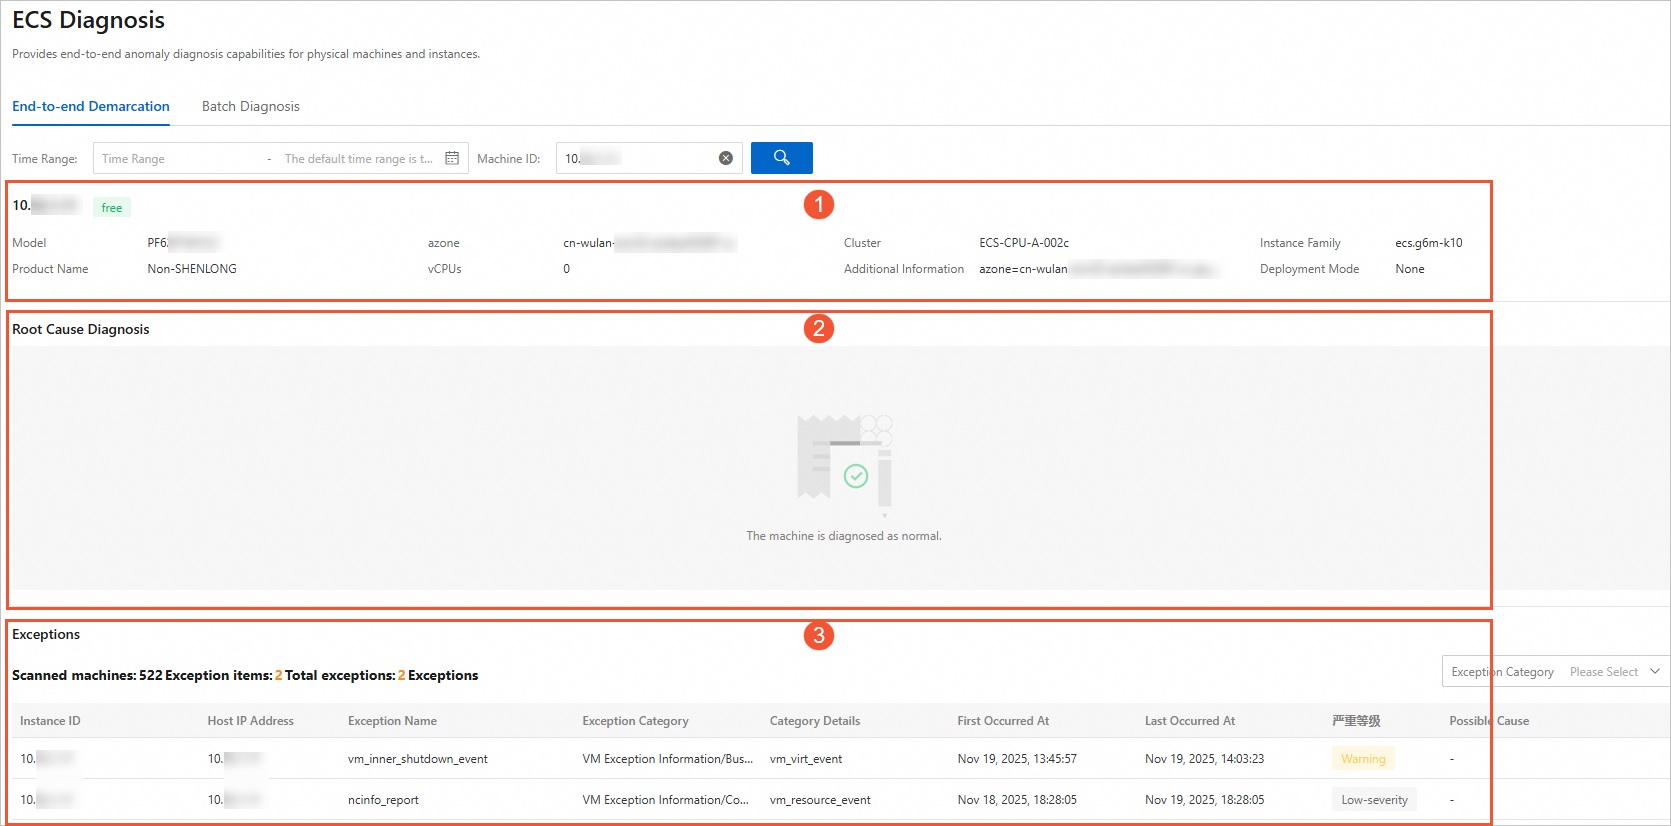 ECS Diagnosis
Provides end-to-end anomaly diagnosis capabilities for physical machines and instances.
End-to-end Demarcation Batch Diagnosis
Time Range: Time Range - The default time range is t... Machine ID: 10.
1
10. free
Model PF6 azone cn-wulan- Cluster ECS-CPU-A-002c Instance Family ecs.g6m-k10
Product Name Non-SHENLONG vCPUs 0 Additional Information azone=cn-wulan Deployment Mode None
2
Root Cause Diagnosis
The machine is diagnosed as normal.
3
Exceptions
Scanned machines: 522 Exception items: 2 Total exceptions: 2 Exceptions
Exception Category Please Select
Instance ID Host IP Address Exception Name Exception Category Category Details First Occurred At Last Occurred At 严重等级 Possible Cause
10. 10. vm_inner_shutdown_event VM Exception Information/Bus... vm_virt_event Nov 19, 2025, 13:45:57 Nov 19, 2025, 14:03:23 Warning -
10. 10. ncinfo_report VM Exception Information/Co... vm_resource_event Nov 18, 2025, 18:28:05 Nov 19, 2025, 18:28:05 Low-severity -